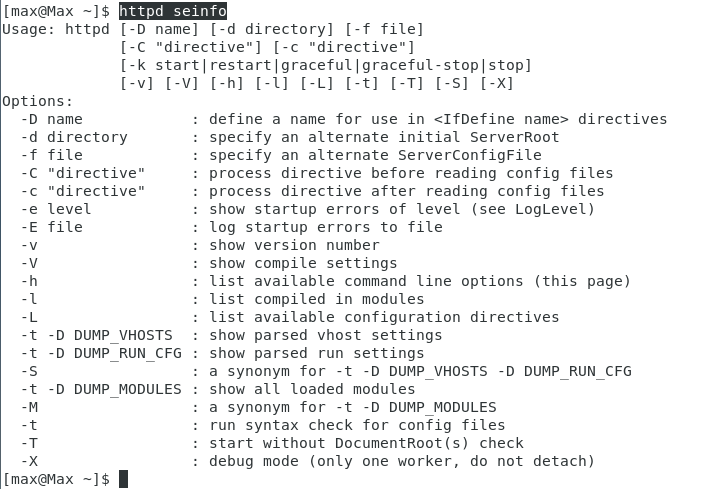 [max@Max ~]$ httpd seinfo
Usage: httpd [-D name] [-d directory] [-f file]
             [-C "directive"] [-c "directive"]
             [-k start|restart|graceful|graceful-stop|stop]
             [-v] [-V] [-h] [-l] [-L] [-t] [-T] [-S] [-X]
Options:
  -D name            : define a name for use in <IfDefine name> directives
  -d directory       : specify an alternate initial ServerRoot
  -f file            : specify an alternate ServerConfigFile
  -C "directive"     : process directive before reading config files
  -c "directive"     : process directive after reading config files
  -e level           : show startup errors of level (see LogLevel)
  -E file            : log startup errors to file
  -v                 : show version number
  -V                 : show compile settings
  -h                 : list available command line options (this page)
  -l                 : list compiled in modules
  -L                 : list available configuration directives
  -t -D DUMP_VHOSTS  : show parsed vhost settings
  -t -D DUMP_RUN_CFG : show parsed run settings
  -S                 : a synonym for -t -D DUMP_VHOSTS -D DUMP_RUN_CFG
  -t -D DUMP_MODULES : show all loaded modules
  -M                 : a synonym for -t -D DUMP_MODULES
  -t                 : run syntax check for config files
  -T                 : start without DocumentRoot(s) check
  -X                 : debug mode (only one worker, do not detach)
[max@Max ~]$